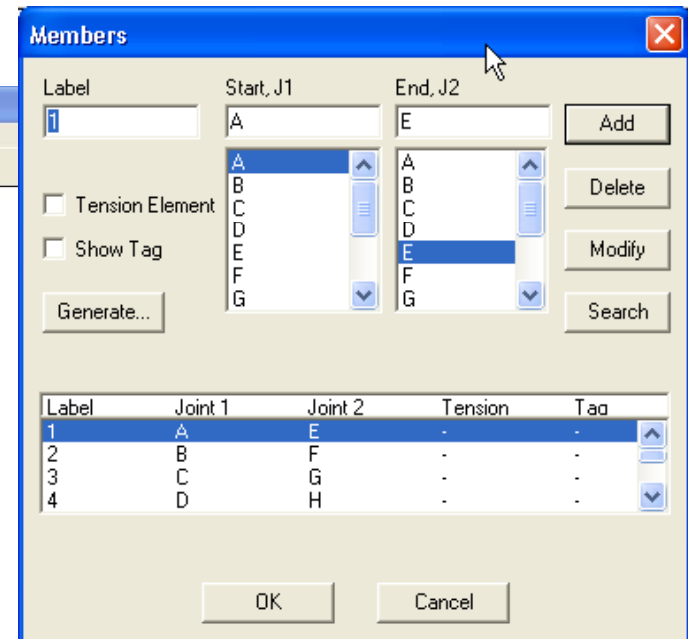 Members
Label Start, J1 End, J2
1 A E Add
A A
B B Delete
Tension Element C C
D D
Show Tag E E Modify
F F
Generate... G G Search
Label Joint 1 Joint 2 Tension Tag
1 A E - -
2 B F - -
3 C G - -
4 D H - -
OK Cancel